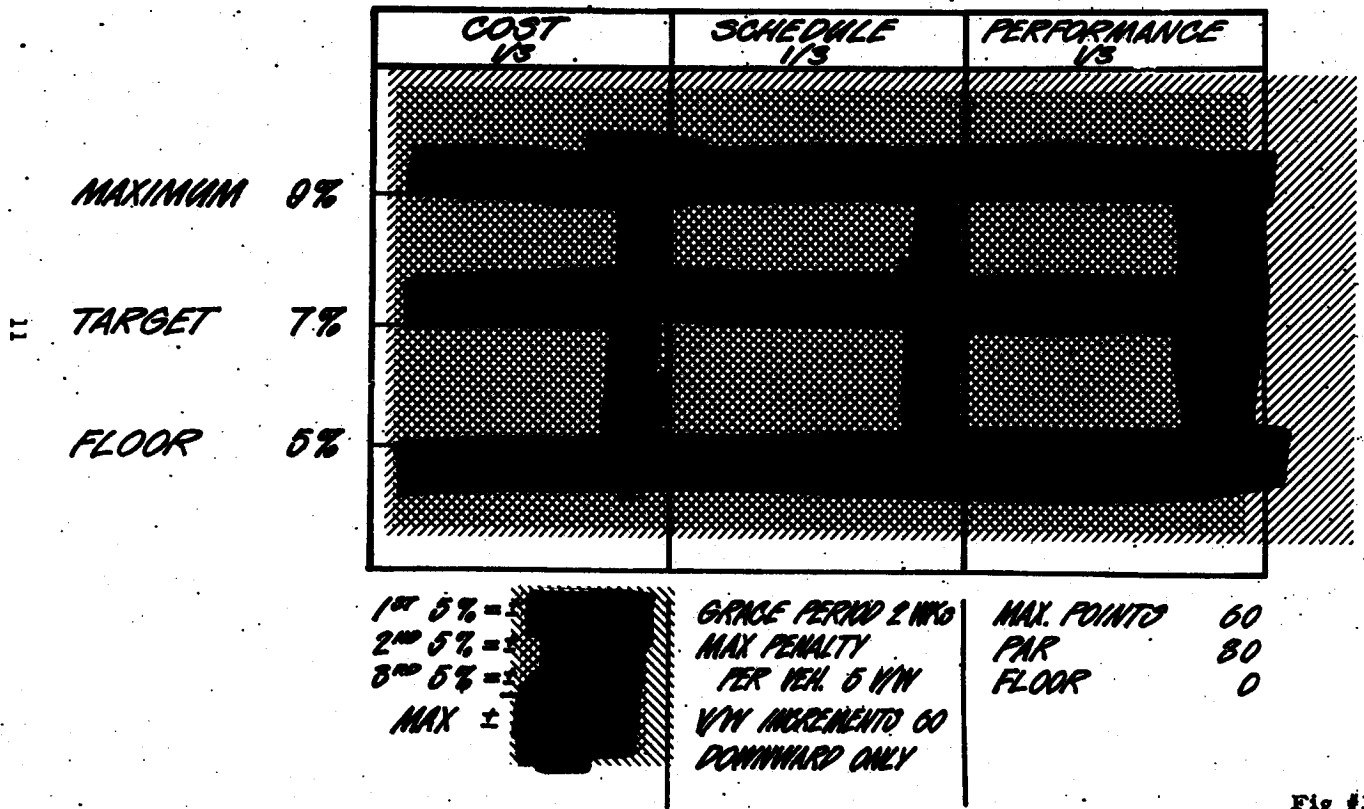 COST
1/3
SCHEDULE
1/3
PERFORMANCE
1/3
MAXIMUM 9%
TARGET 7%
FLOOR 5%
11
1ST 5% = ±
2ND 5% = ±
3RD 5% = ±
MAX ±
GRACE PERIOD 2 WKS
MAX PENALTY
PER VEH. 5 V/W
V/W INCREMENTS 60
DOWNWARD ONLY
MAX. POINTS 60
PAR 30
FLOOR 0
Fig #